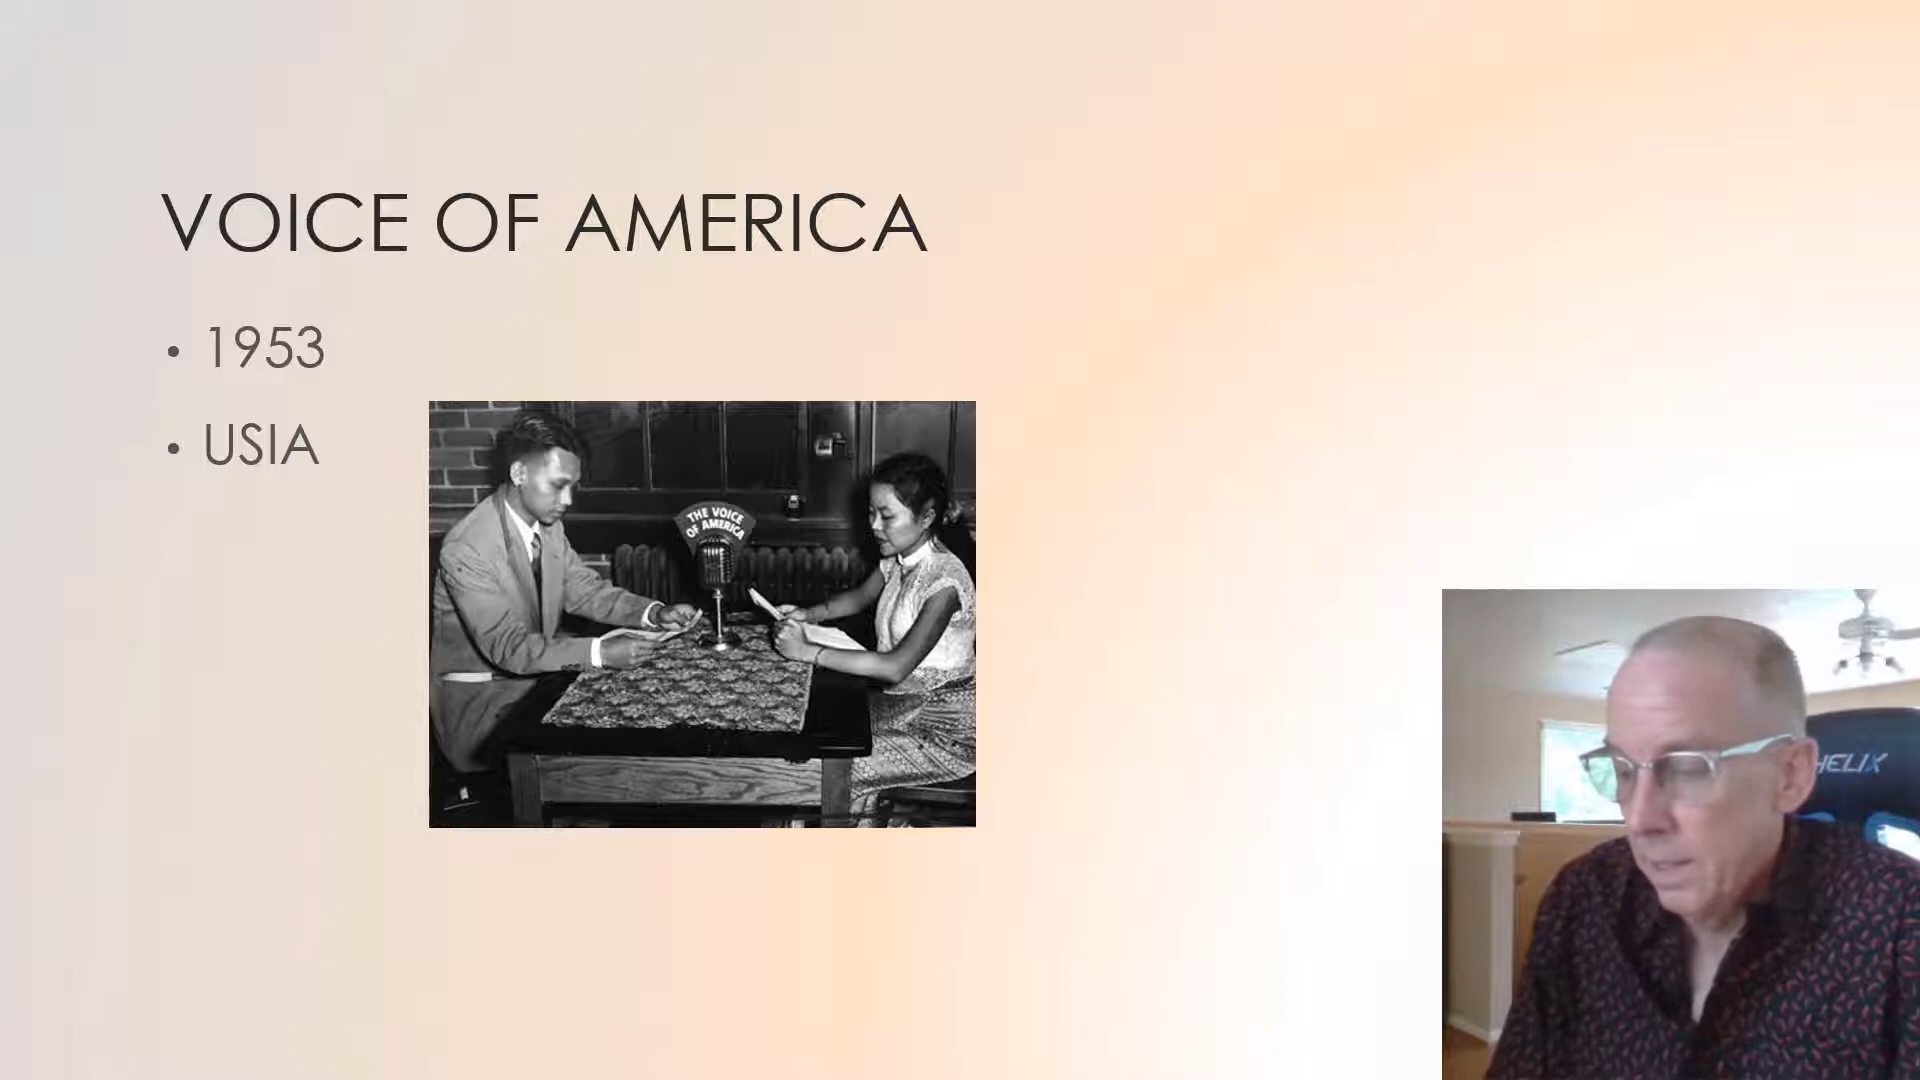 VOICE OF AMERICA
• 1953
• USIA
THE VOICE
OF AMERICA
HELIX